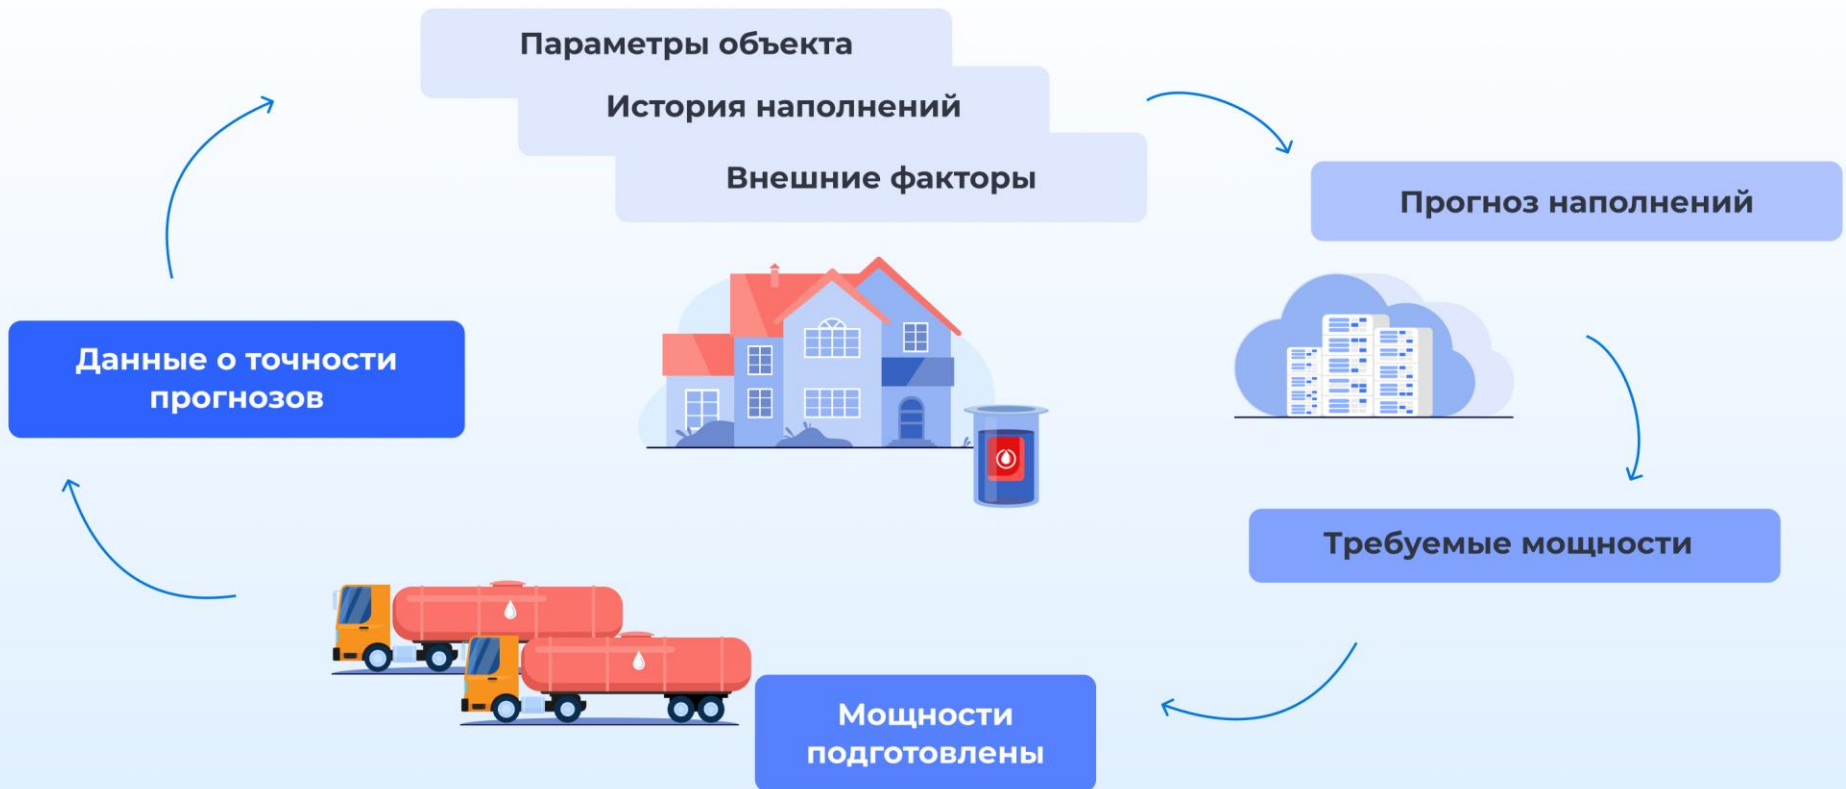 Параметры объекта
История наполнений
Внешние факторы
Прогноз наполнений
Данные о точности
прогнозов
Требуемые мощности
Мощности
подготовлены